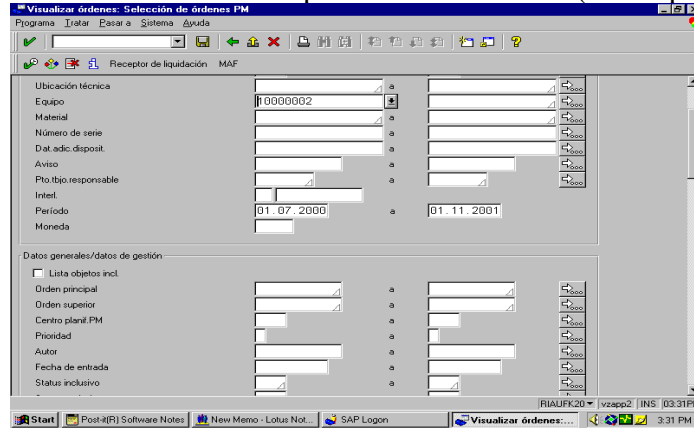 Visualizar órdenes: Selección de órdenes PM
Programa Tratar Pasar a Sistema Ayuda
Receptor de liquidación MAF
Ubicación técnica a
Equipo 10000002
Material a
Número de serie a
Dat.adic.disposit. a
Aviso a
Pto.tbjo.responsable a
Interl.
Período 01.07.2000 a 01.11.2001
Moneda
Datos generales/datos de gestión
Lista objetos incl.
Orden principal a
Orden superior a
Centro planif.PM a
Prioridad a
Autor a
Fecha de entrada a
Status inclusivo a
RIAUFK20 vzapp2 INS 03:31P
Start Post-it(R) Software Notes New Memo - Lotus Not... SAP Logon Visualizar órdenes:... 3:31 PM